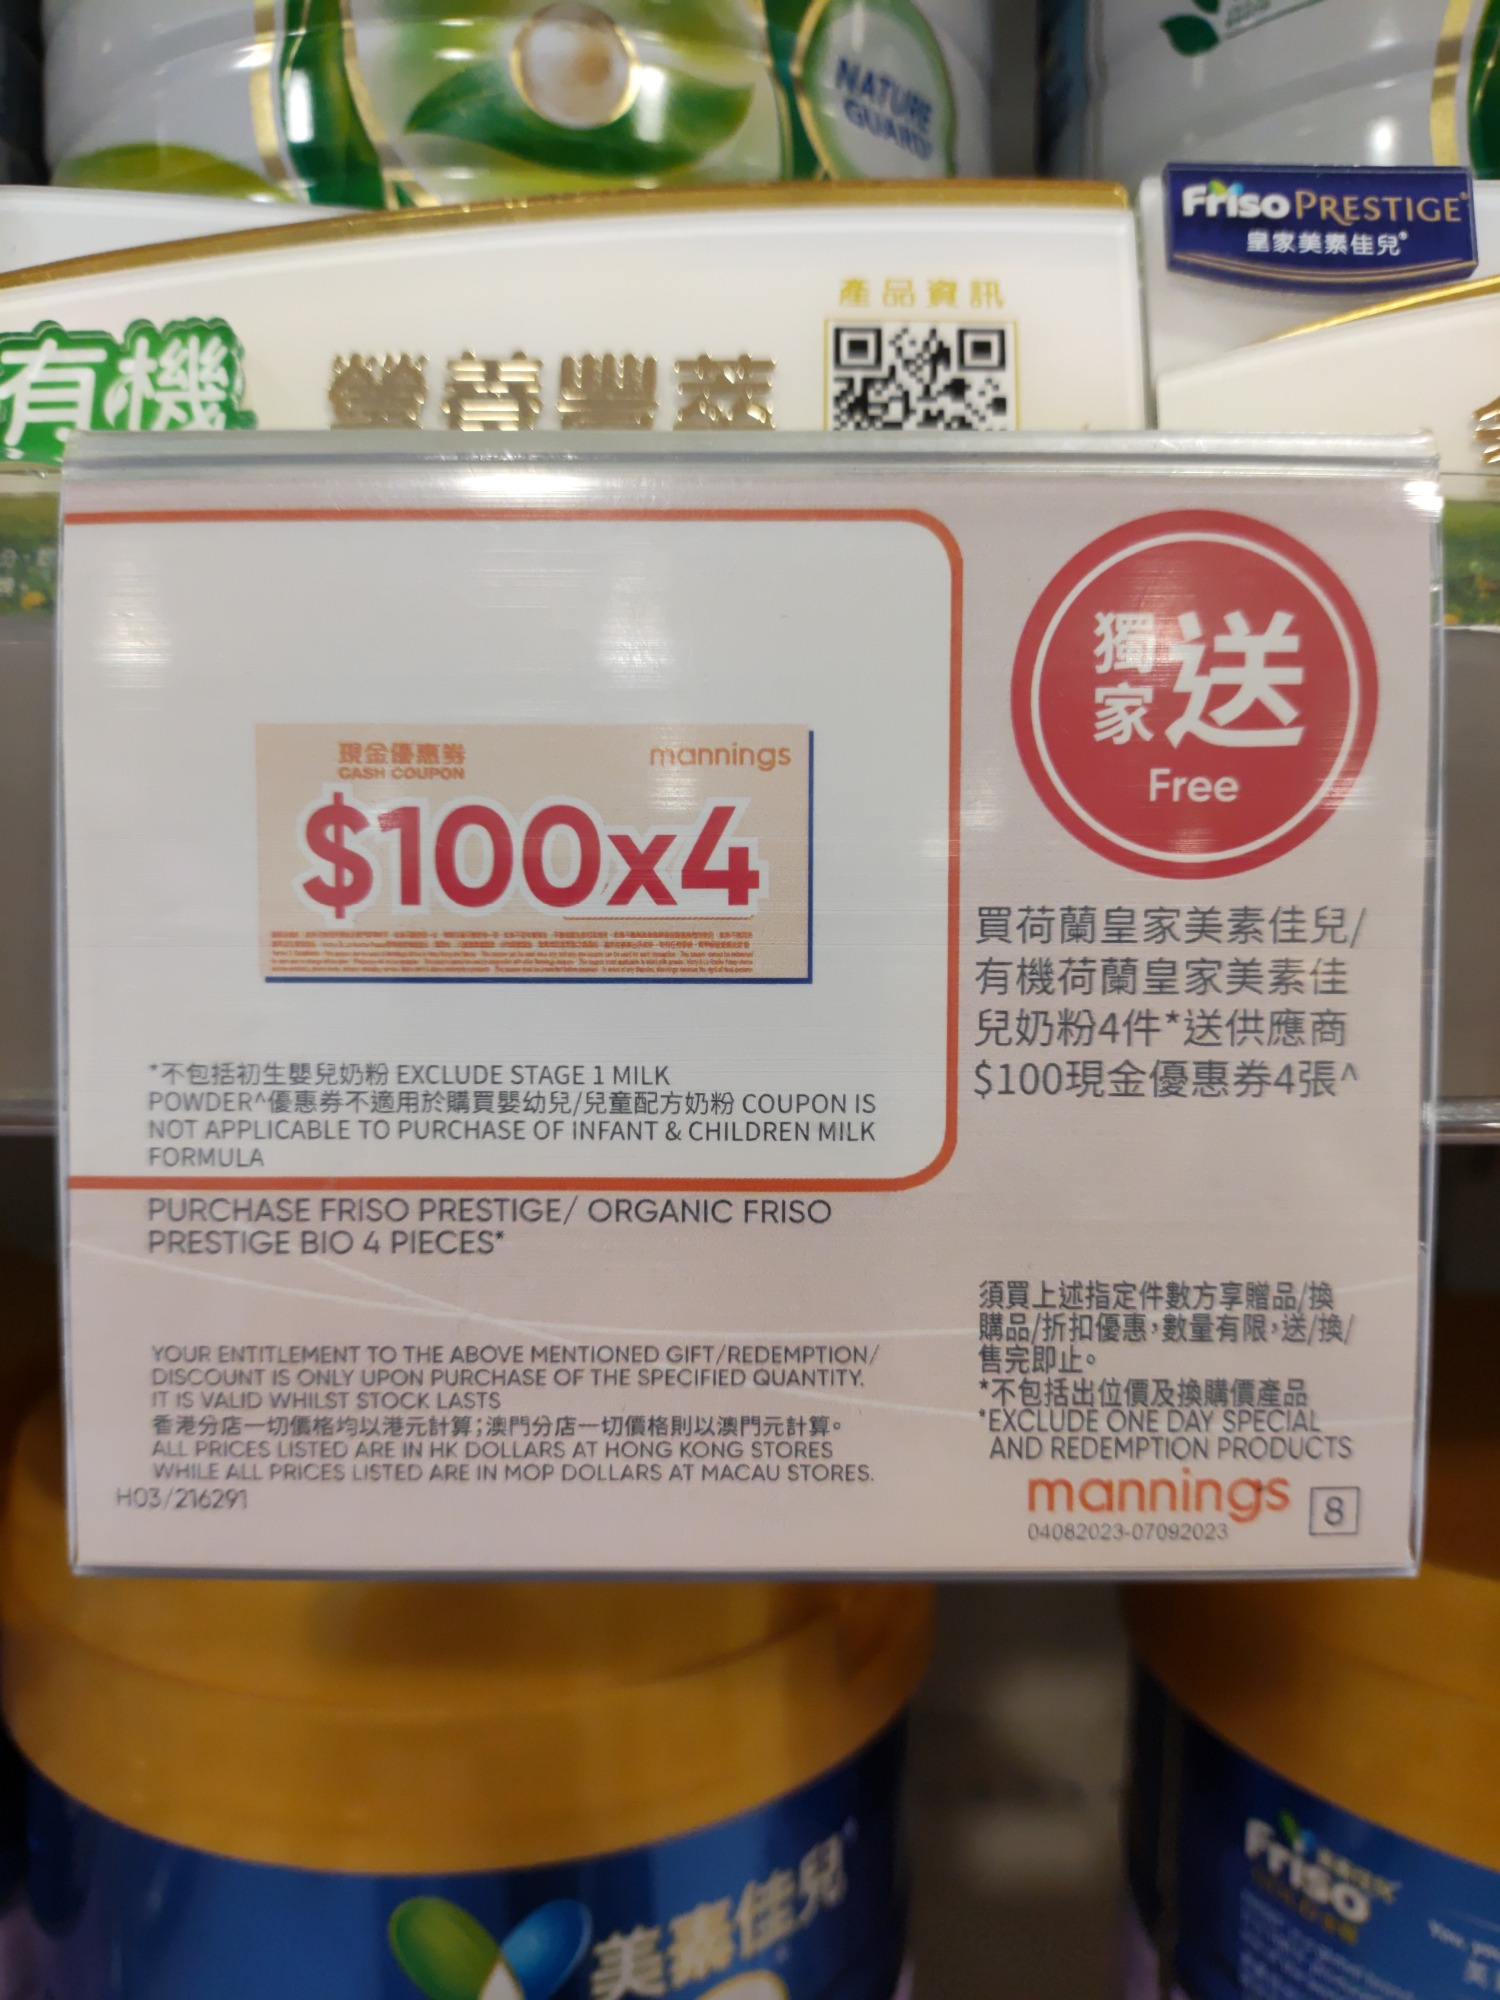 NATURE
GUARD
Friso PRESTIGE
皇家美素佳兒
產品資訊
有機
營養豐萃
獨家送
Free
現金優惠券
CASH COUPON
mannings
$100x4
買荷蘭皇家美素佳兒/
有機荷蘭皇家美素佳
兒奶粉4件*送供應商
$100現金優惠券4張^
*不包括初生嬰兒奶粉 EXCLUDE STAGE 1 MILK
POWDER^優惠券不適用於購買嬰幼兒/兒童配方奶粉 COUPON IS
NOT APPLICABLE TO PURCHASE OF INFANT & CHILDREN MILK
FORMULA
PURCHASE FRISO PRESTIGE/ ORGANIC FRISO
PRESTIGE BIO 4 PIECES*
YOUR ENTITLEMENT TO THE ABOVE MENTIONED GIFT/REDEMPTION/
DISCOUNT IS ONLY UPON PURCHASE OF THE SPECIFIED QUANTITY.
IT IS VALID WHILST STOCK LASTS
香港分店一切價格均以港元計算;澳門分店一切價格則以澳門元計算。
ALL PRICES LISTED ARE IN HK DOLLARS AT HONG KONG STORES
WHILE ALL PRICES LISTED ARE IN MOP DOLLARS AT MACAU STORES.
H03/216291
須買上述指定件數方享贈品/換
購品/折扣優惠,數量有限,送/換/
售完即止。
*不包括出位價及換購價產品
*EXCLUDE ONE DAY SPECIAL
AND REDEMPTION PRODUCTS
mannings
8
04082023-07092023
美素佳兒
Friso